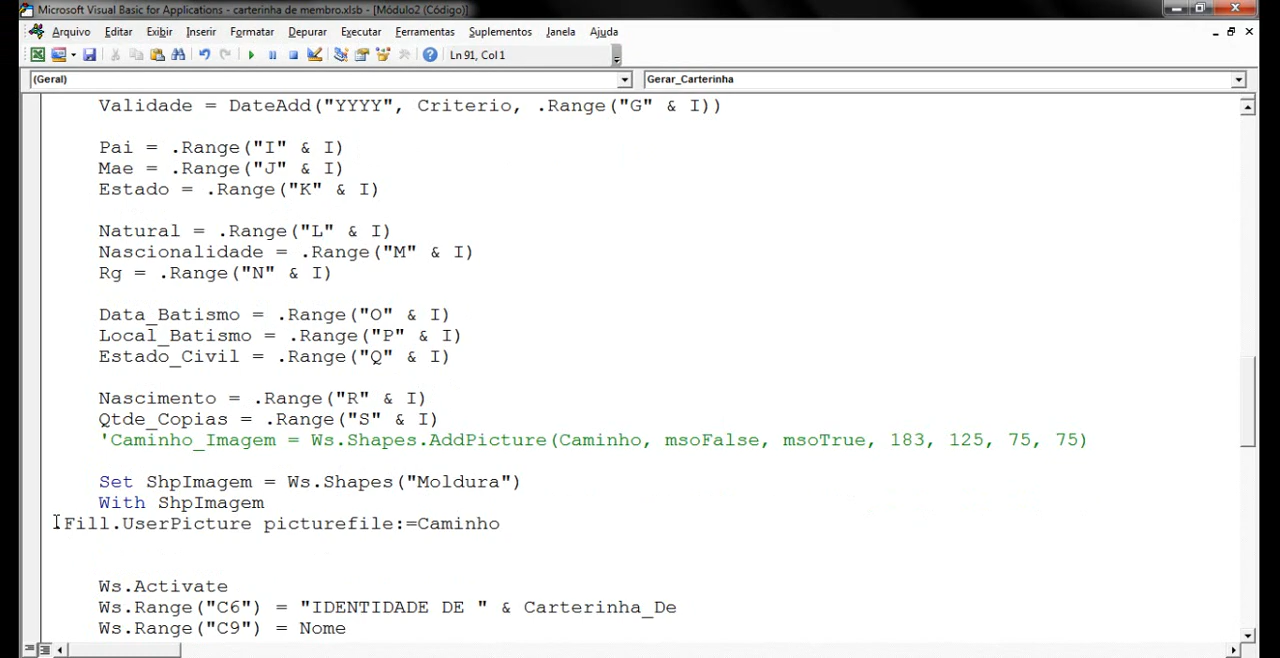 Microsoft Visual Basic for Applications - carterinha de membro.xlsb - [Módulo2 (Código)]
Arquivo Editar Exibir Inserir Formatar Depurar Executar Ferramentas Suplementos Janela Ajuda
Ln 91, Col 1
(Geral) Gerar_Carterinha
Validade = DateAdd("YYYY", Criterio, .Range("G" & I))
Pai = .Range("I" & I)
Mae = .Range("J" & I)
Estado = .Range("K" & I)
Natural = .Range("L" & I)
Nascionalidade = .Range("M" & I)
Rg = .Range("N" & I)
Data_Batismo = .Range("O" & I)
Local_Batismo = .Range("P" & I)
Estado_Civil = .Range("Q" & I)
Nascimento = .Range("R" & I)
Qtde_Copias = .Range("S" & I)
'Caminho_Imagem = Ws.Shapes.AddPicture(Caminho, msoFalse, msoTrue, 183, 125, 75, 75)
Set ShpImagem = Ws.Shapes("Moldura")
With ShpImagem
.Fill.UserPicture picturefile:=Caminho
Ws.Activate
Ws.Range("C6") = "IDENTIDADE DE " & Carterinha_De
Ws.Range("C9") = Nome